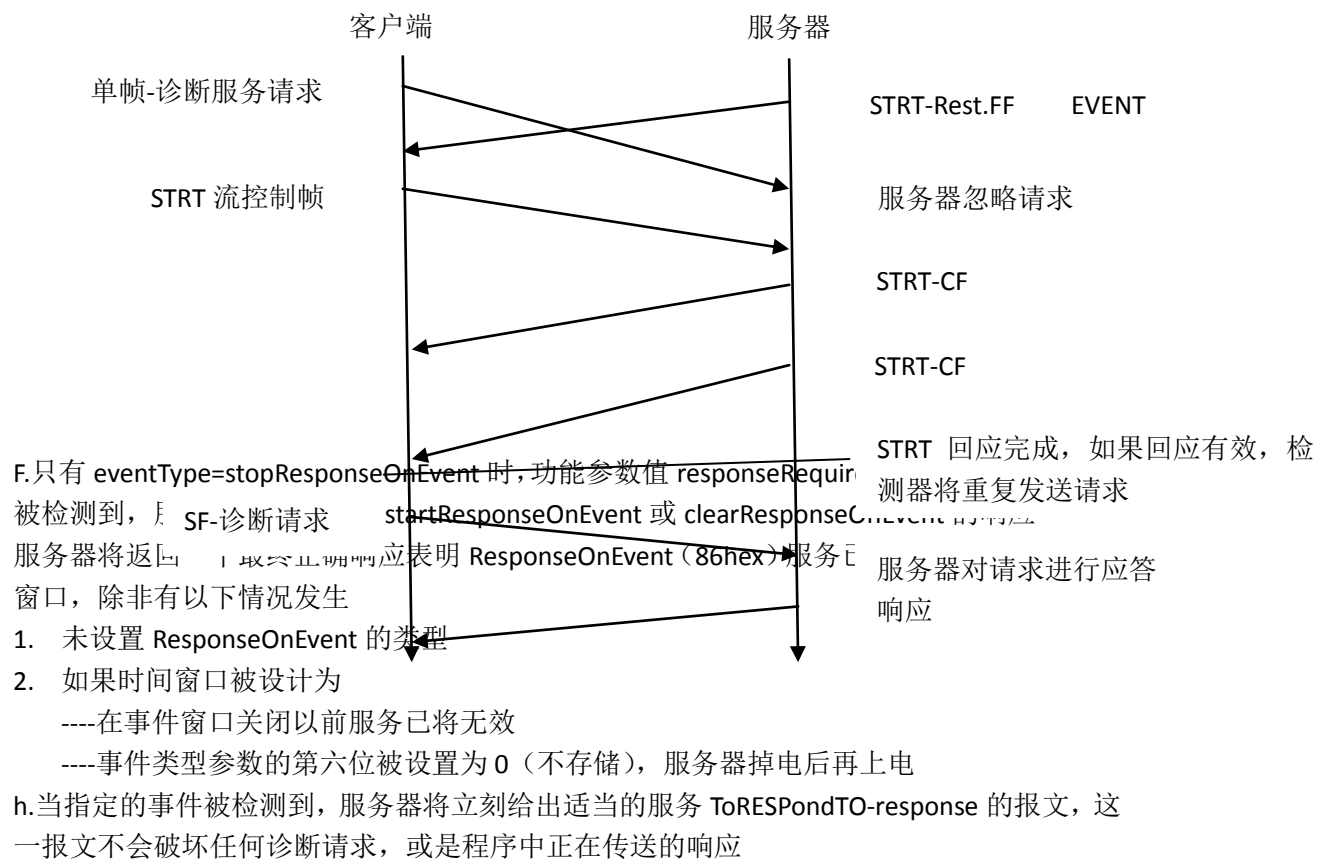 客户端 服务器
单帧-诊断服务请求
STRT-Rest.FF EVENT
STRT 流控制帧
服务器忽略请求
STRT-CF
STRT-CF
STRT 回应完成，如果回应有效，检
测器将重复发送请求
F.只有 eventType=stopResponseOnEvent 时，功能参数值 responseRequir
被检测到， startResponseOnEvent 或 clearResponseOnEvent 的响应
SF-诊断请求
服务器将返回一个最终正确响应表明 ResponseOnEvent（86hex）服务已
服务器对请求进行应答
响应
窗口，除非有以下情况发生
1. 未设置 ResponseOnEvent 的类型
2. 如果时间窗口被设计为
----在事件窗口关闭以前服务已将无效
----事件类型参数的第六位被设置为 0（不存储），服务器掉电后再上电
h.当指定的事件被检测到，服务器将立刻给出适当的服务 ToRESPondTO-response 的报文，这
一报文不会破坏任何诊断请求，或是程序中正在传送的响应